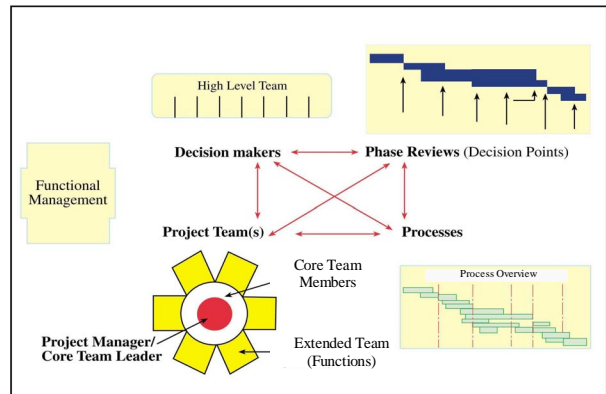 High Level Team
Decision makers
Phase Reviews (Decision Points)
Functional
Management
Project Team(s)
Processes
Core Team
Members
Process Overview
Project Manager/
Core Team Leader
Extended Team
(Functions)